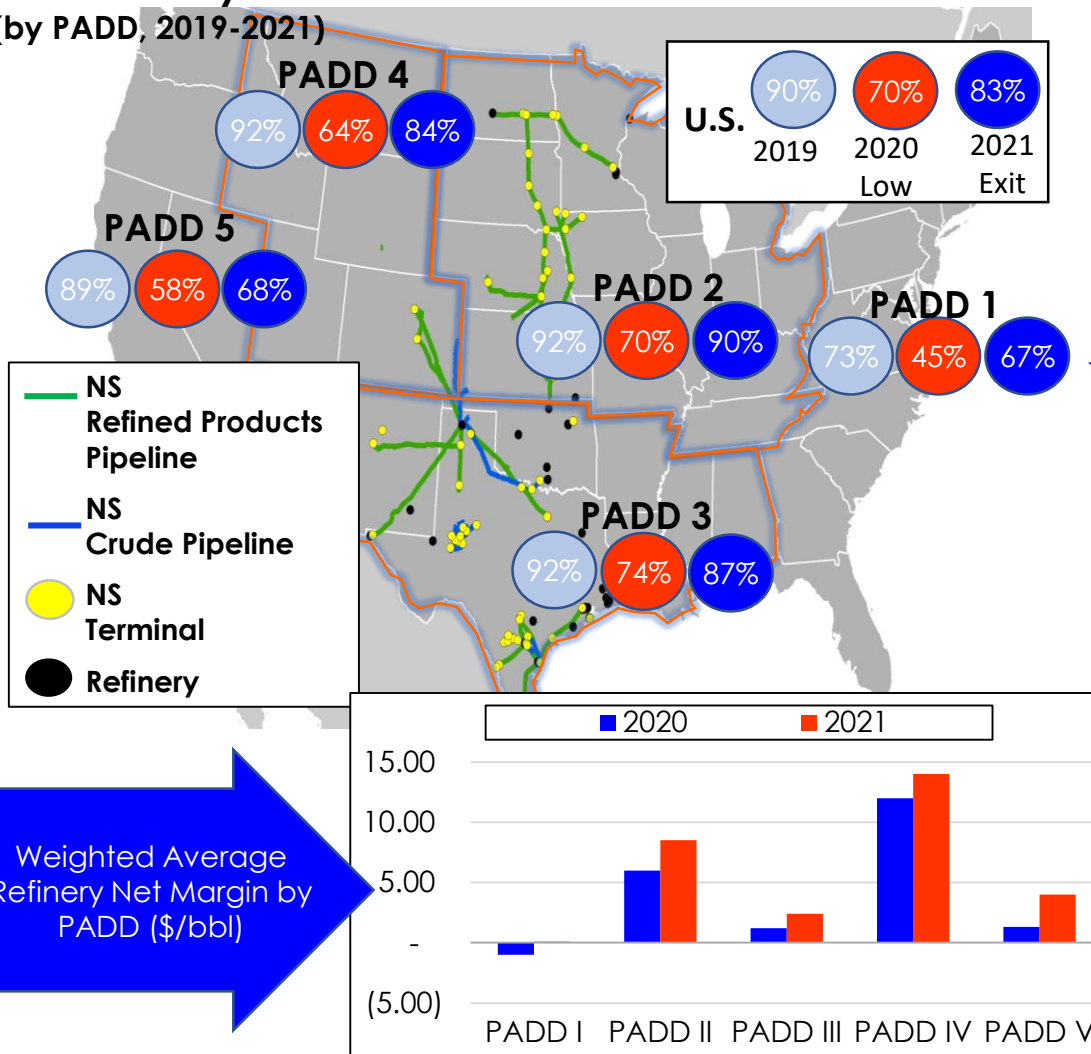 (by PADD, 2019-2021)
PADD 4
92% 64% 84%
U.S. 90% 70% 83%
2019 2020 2021
Low Exit
PADD 5
89% 58% 68%
PADD 2
92% 70% 90%
PADD 1
73% 45% 67%
NS
Refined Products
Pipeline
NS
Crude Pipeline
NS
Terminal
Refinery
PADD 3
92% 74% 87%
Weighted Average
Refinery Net Margin by
PADD ($/bbl)
2020 2021
15.00
10.00
5.00
-
(5.00)
PADD I PADD II PADD III PADD IV PADD V